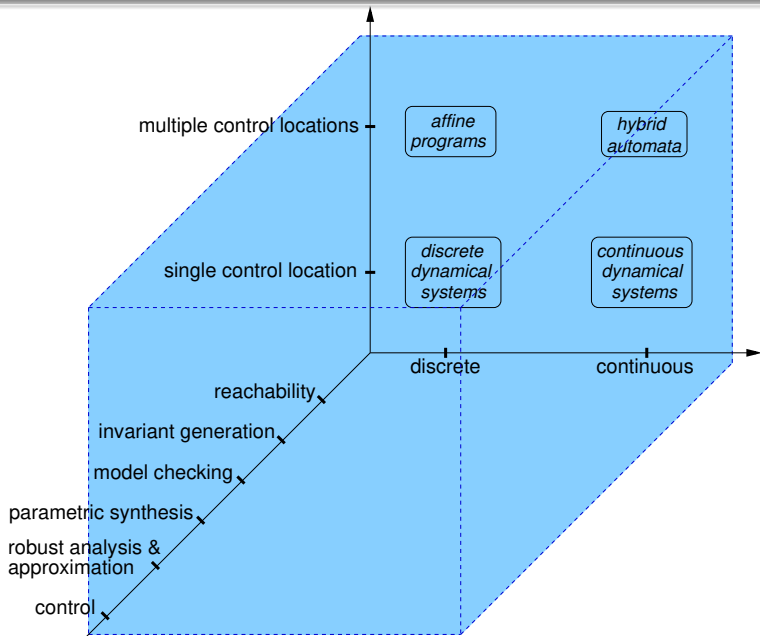 multiple control locations
affine
programs
hybrid
automata
single control location
discrete
dynamical
systems
continuous
dynamical
systems
discrete
continuous
reachability
invariant generation
model checking
parametric synthesis
robust analysis &
approximation
control